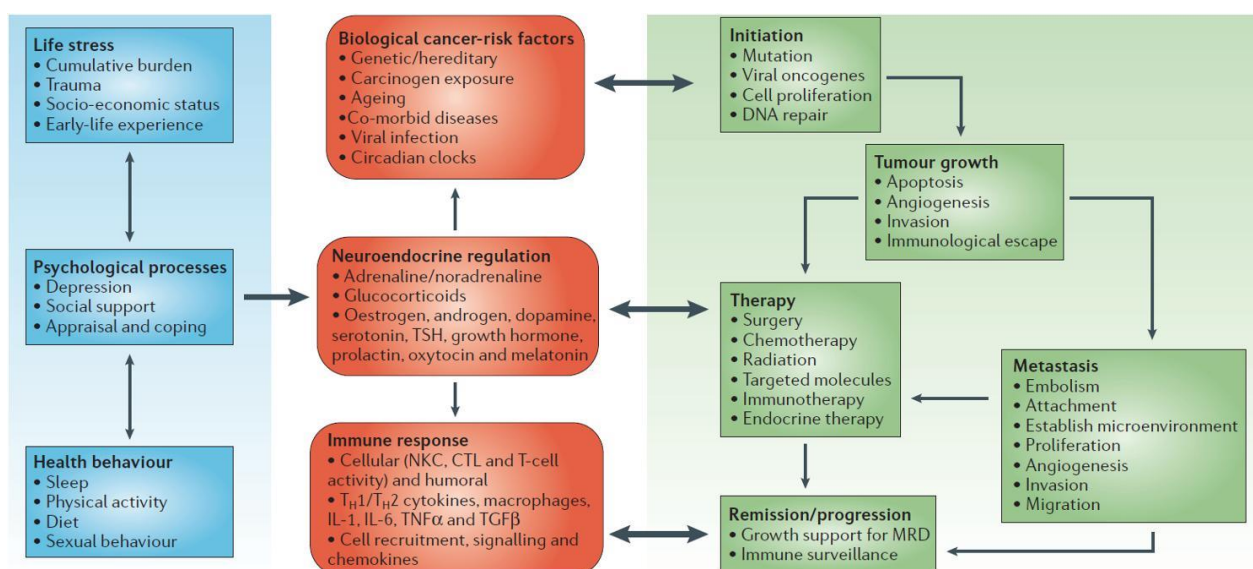 Life stress
• Cumulative burden
• Trauma
• Socio-economic status
• Early-life experience
Psychological processes
• Depression
• Social support
• Appraisal and coping
Health behaviour
• Sleep
• Physical activity
• Diet
• Sexual behaviour
Biological cancer-risk factors
• Genetic/hereditary
• Carcinogen exposure
• Ageing
•Co-morbid diseases
• Viral infection
• Circadian clocks
Neuroendocrine regulation
• Adrenaline/noradrenaline
• Glucocorticoids
• Oestrogen, androgen, dopamine,
serotonin, TSH, growth hormone,
prolactin, oxytocin and melatonin
Immune response
• Cellular (NKC, CTL and T-cell
activity) and humoral
• TH1/TH2 cytokines, macrophages,
IL-1, IL-6, TNFα and TGFβ
• Cell recruitment, signalling and
chemokines
Initiation
• Mutation
• Viral oncogenes
• Cell proliferation
• DNA repair
Tumour growth
• Apoptosis
• Angiogenesis
• Invasion
• Immunological escape
Therapy
• Surgery
• Chemotherapy
• Radiation
• Targeted molecules
• Immunotherapy
• Endocrine therapy
Metastasis
• Embolism
• Attachment
• Establish microenvironment
• Proliferation
• Angiogenesis
• Invasion
• Migration
Remission/progression
• Growth support for MRD
• Immune surveillance